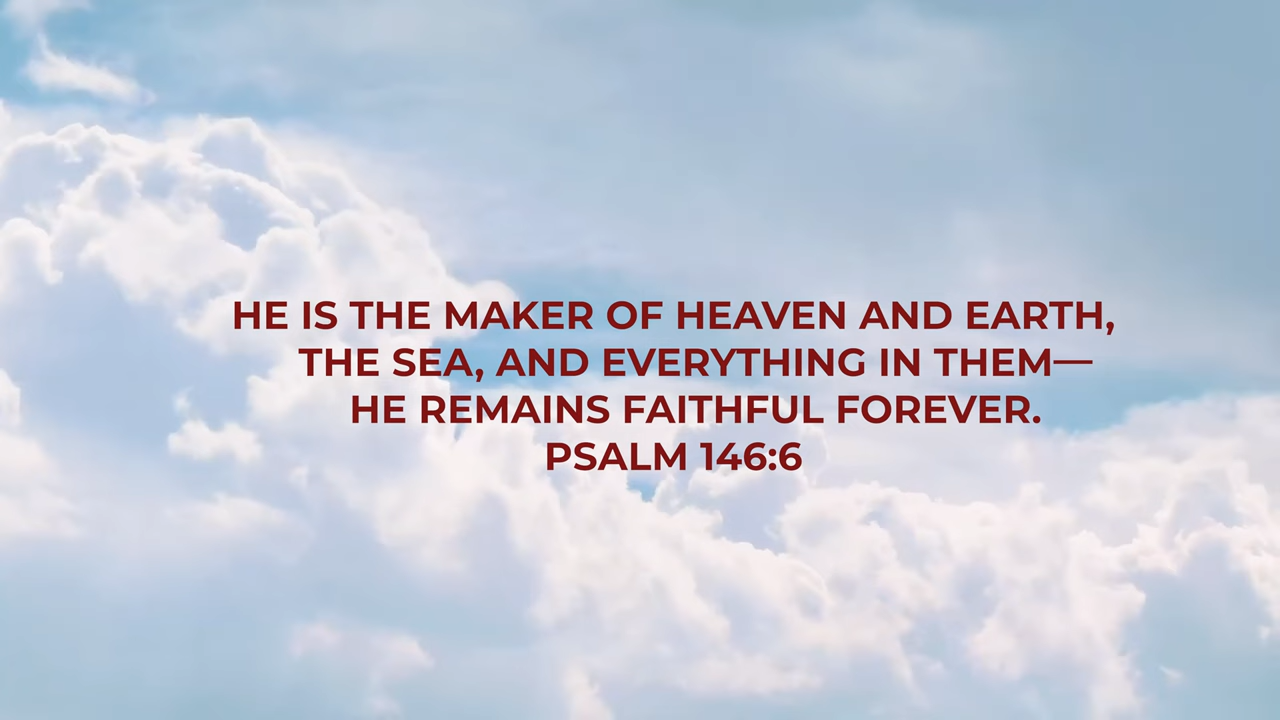 HE IS THE MAKER OF HEAVEN AND EARTH,
THE SEA, AND EVERYTHING IN THEM—
HE REMAINS FAITHFUL FOREVER.
PSALM 146:6